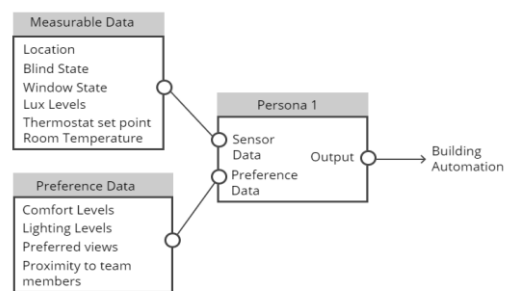 Measurable Data
Location
Blind State
Window State
Lux Levels
Thermostat set point
Room Temperature
Preference Data
Comfort Levels
Lighting Levels
Preferred views
Proximity to team
members
Persona 1
Sensor
Data
Preference
Data
Output
Building
Automation